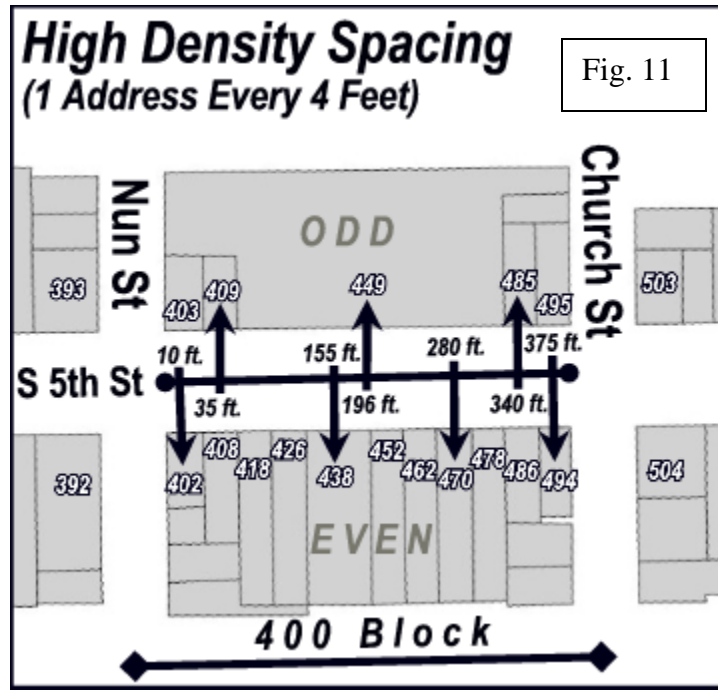 High Density Spacing
(1 Address Every 4 Feet)
Fig. 11
Nun St
Church St
ODD
393
403
409
449
485
495
503
10 ft.
155 ft.
280 ft.
375 ft.
S 5th St
35 ft.
196 ft.
340 ft.
392
402
408
418
426
438
452
462
470
478
486
494
504
EVEN
400 Block